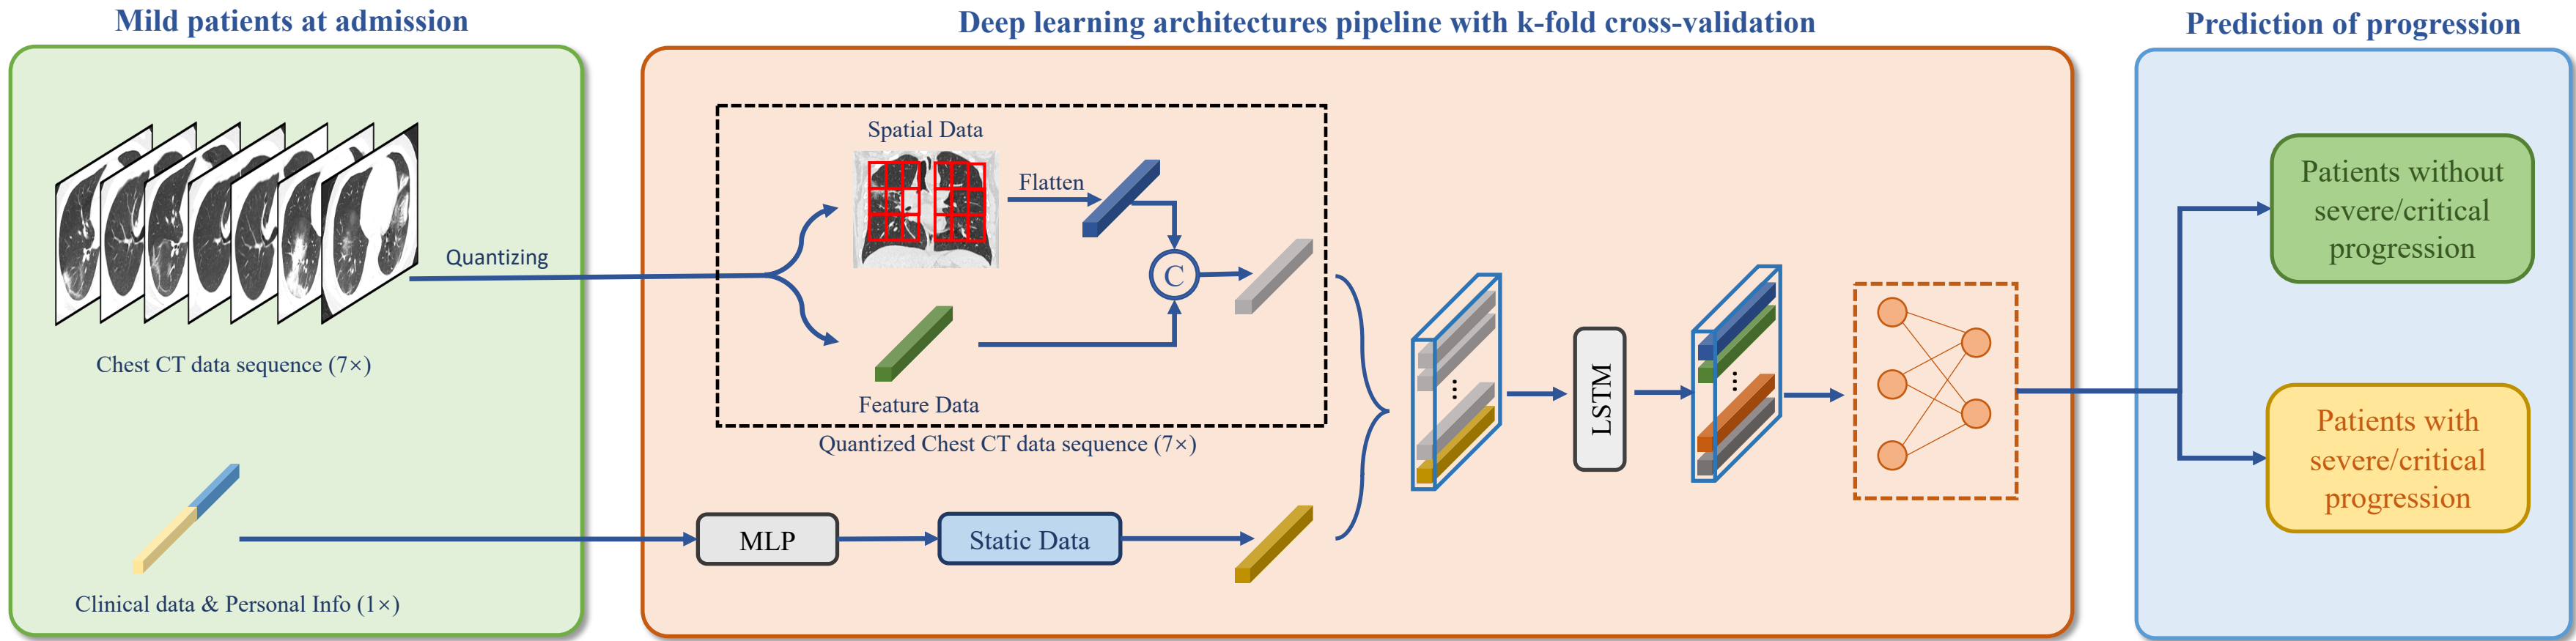 Mild patients at admission
Deep learning architectures pipeline with k-fold cross-validation
Prediction of progression
Quantizing
Chest CT data sequence (7×)
Clinical data & Personal Info (1×)
Spatial Data
Flatten
C
Feature Data
Quantized Chest CT data sequence (7×)
MLP
Static Data
...
LSTM
...
Patients without
severe/critical
progression
Patients with
severe/critical
progression